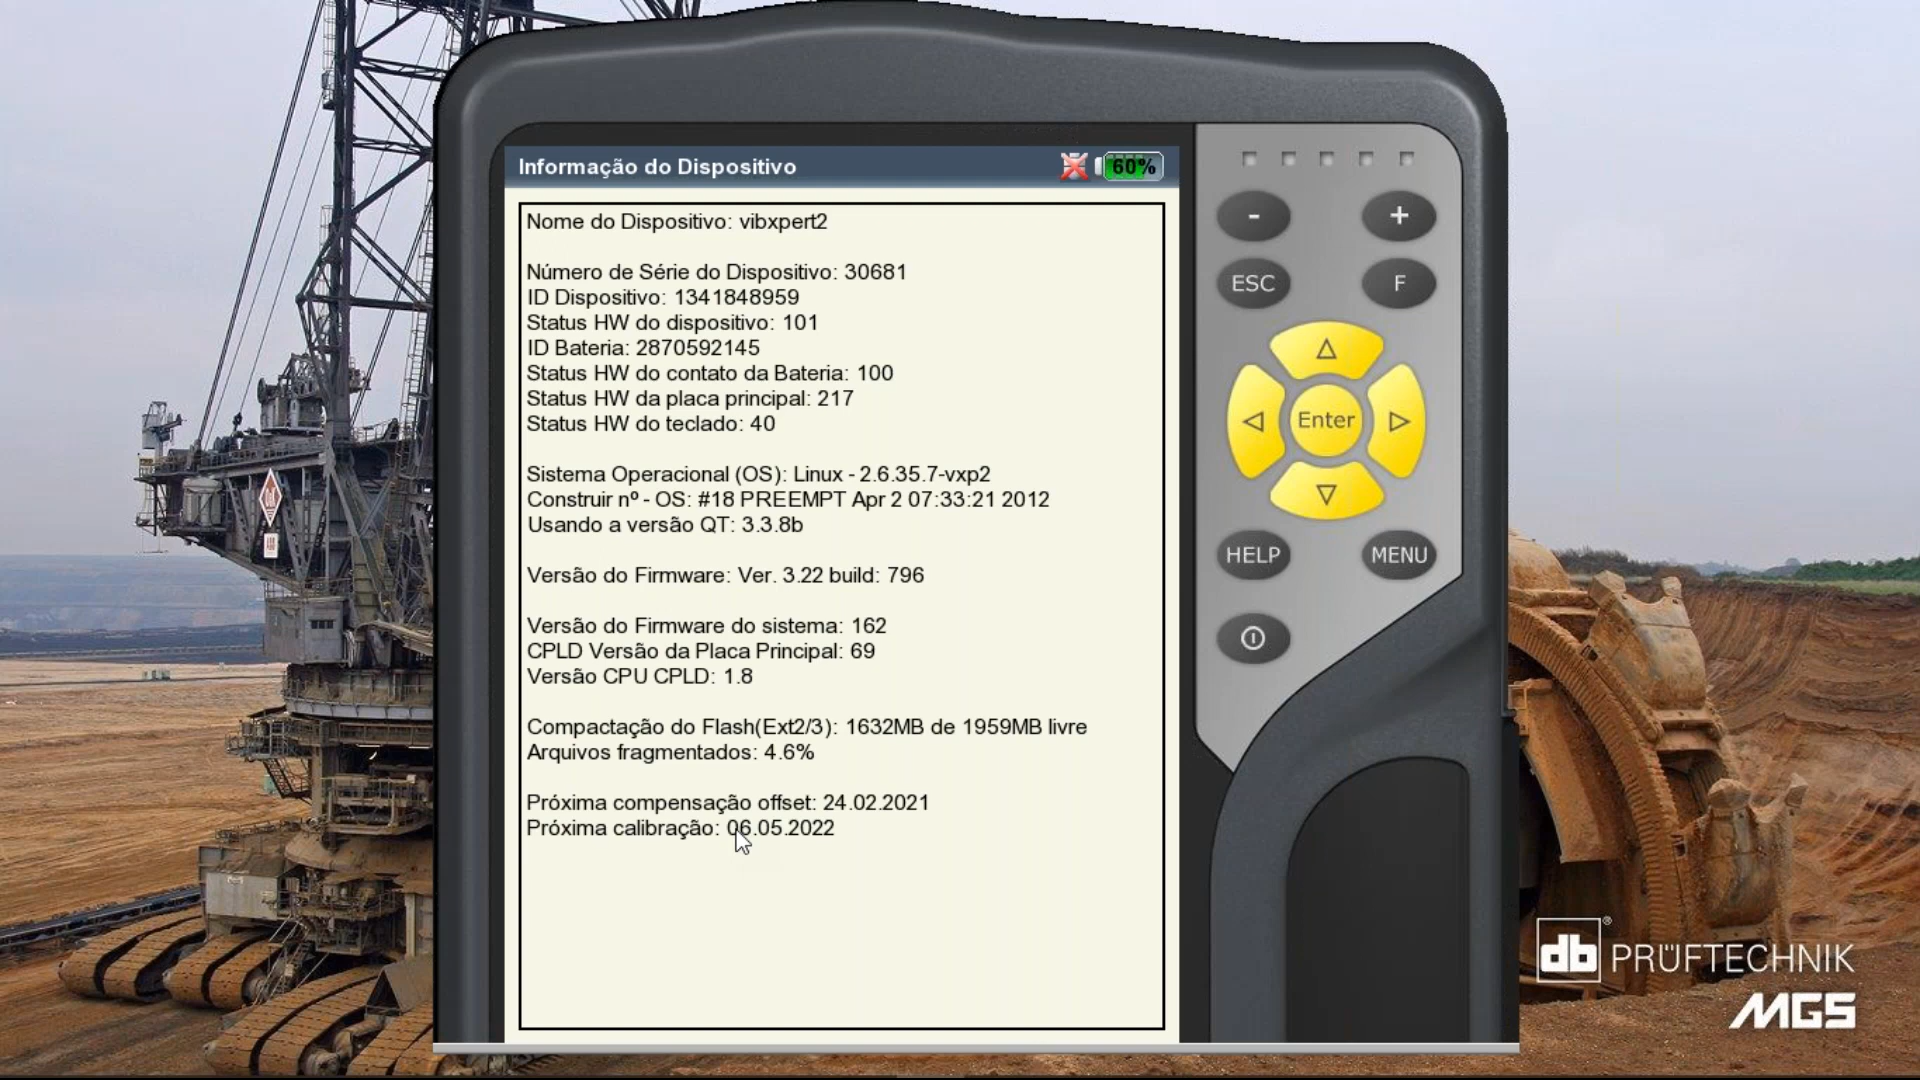 Informação do Dispositivo
60%
Nome do Dispositivo: vibxpert2
Número de Série do Dispositivo: 30681
ID Dispositivo: 1341848959
Status HW do dispositivo: 101
ID Bateria: 2870592145
Status HW do contato da Bateria: 100
Status HW da placa principal: 217
Status HW do teclado: 40
Sistema Operacional (OS): Linux - 2.6.35.7-vxp2
Construir nº - OS: #18 PREEMPT Apr 2 07:33:21 2012
Usando a versão QT: 3.3.8b
Versão do Firmware: Ver. 3.22 build: 796
Versão do Firmware do sistema: 162
CPLD Versão da Placa Principal: 69
Versão CPU CPLD: 1.8
Compactação do Flash(Ext2/3): 1632MB de 1959MB livre
Arquivos fragmentados: 4.6%
Próxima compensação offset: 24.02.2021
Próxima calibração: 06.05.2022
- +
ESC F
Enter
HELP MENU
db® PRÜFTECHNIK
MGS